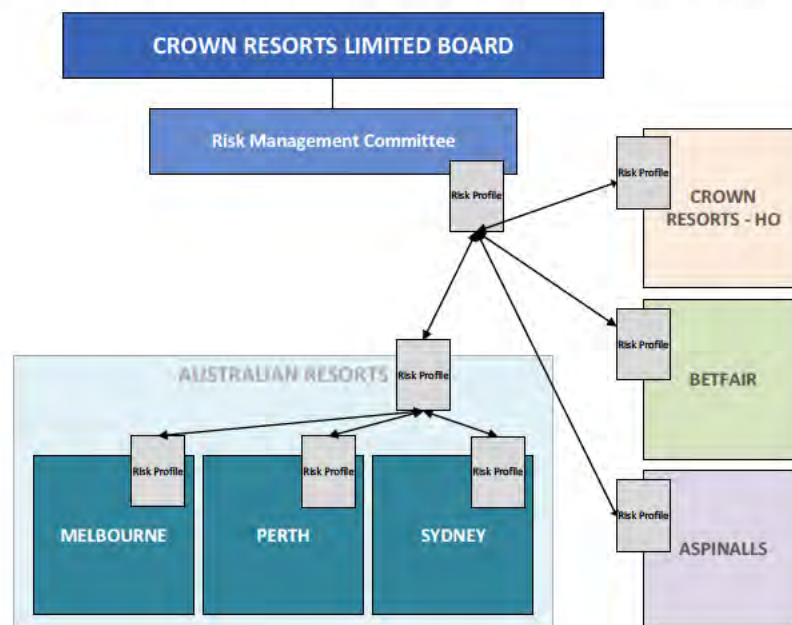 CROWN RESORTS LIMITED BOARD
Risk Management Committee
Risk Profile
Risk Profile
CROWN
RESORTS - HO
Risk Profile
BETFAIR
AUSTRALIAN RESORTS
Risk Profile
Risk Profile
MELBOURNE
Risk Profile
PERTH
Risk Profile
SYDNEY
Risk Profile
ASPINALLS